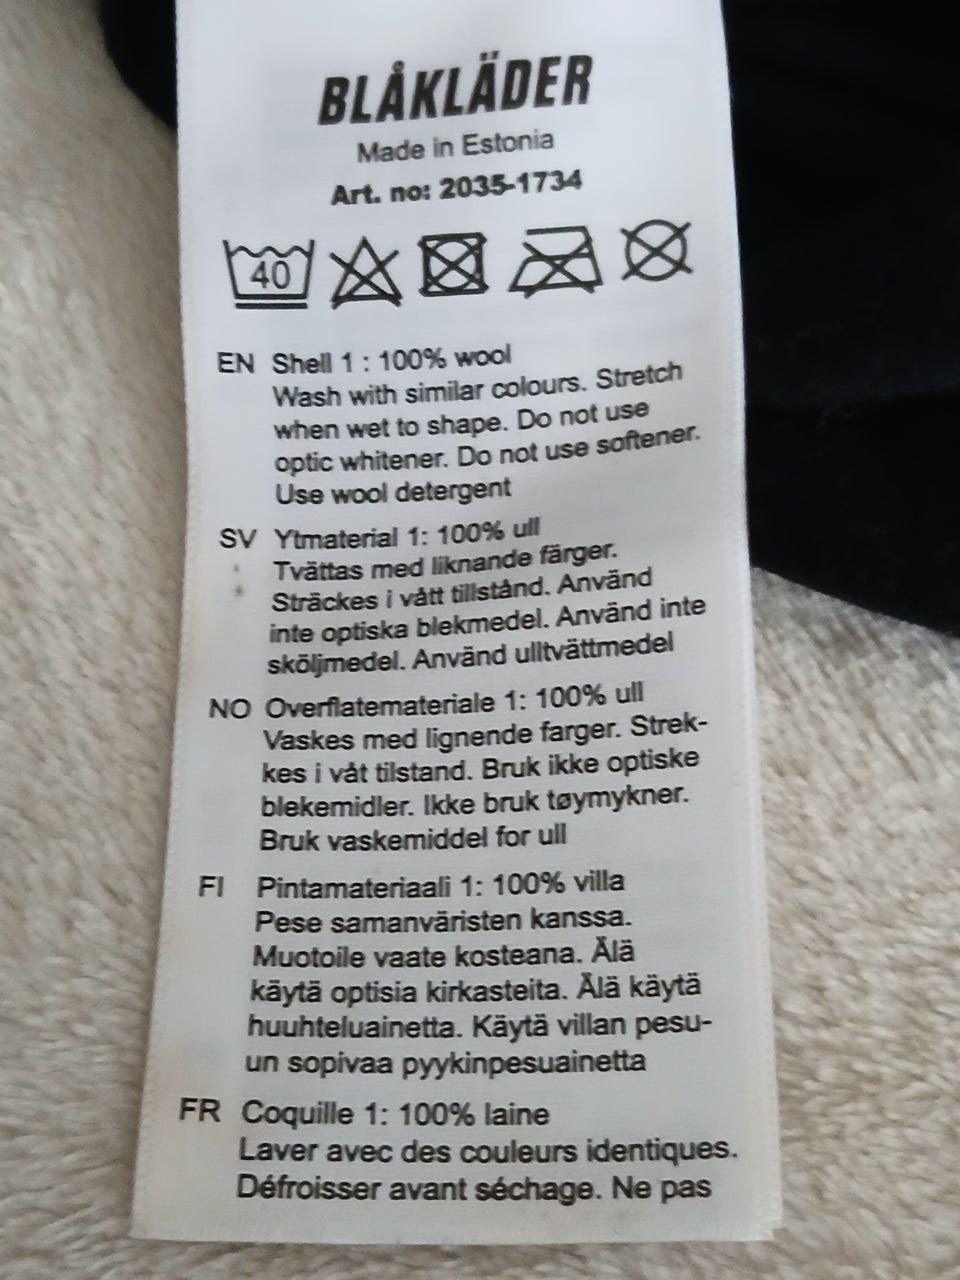 BLÅKLÄDER
Made in Estonia
Art. no: 2035-1734
40
EN Shell 1 : 100% wool
Wash with similar colours. Stretch
when wet to shape. Do not use
optic whitener. Do not use softener.
Use wool detergent
SV Ytmaterial 1: 100% ull
Tvättas med liknande färger.
Sträckes i vått tillstånd. Använd
inte optiska blekmedel. Använd inte
sköljmedel. Använd ulltvättmedel
NO Overflatemateriale 1: 100% ull
Vaskes med lignende farger. Strek-
kes i våt tilstand. Bruk ikke optiske
blekemidler. Ikke bruk tøymykner.
Bruk vaskemiddel for ull
FI Pintamateriaali 1: 100% villa
Pese samanväristen kanssa.
Muotoile vaate kosteana. Älä
käytä optisia kirkasteita. Älä käytä
huuhteluainetta. Käytä villan pesu-
un sopivaa pyykinpesuainetta
FR Coquille 1: 100% laine
Laver avec des couleurs identiques.
Défroisser avant séchage. Ne pas